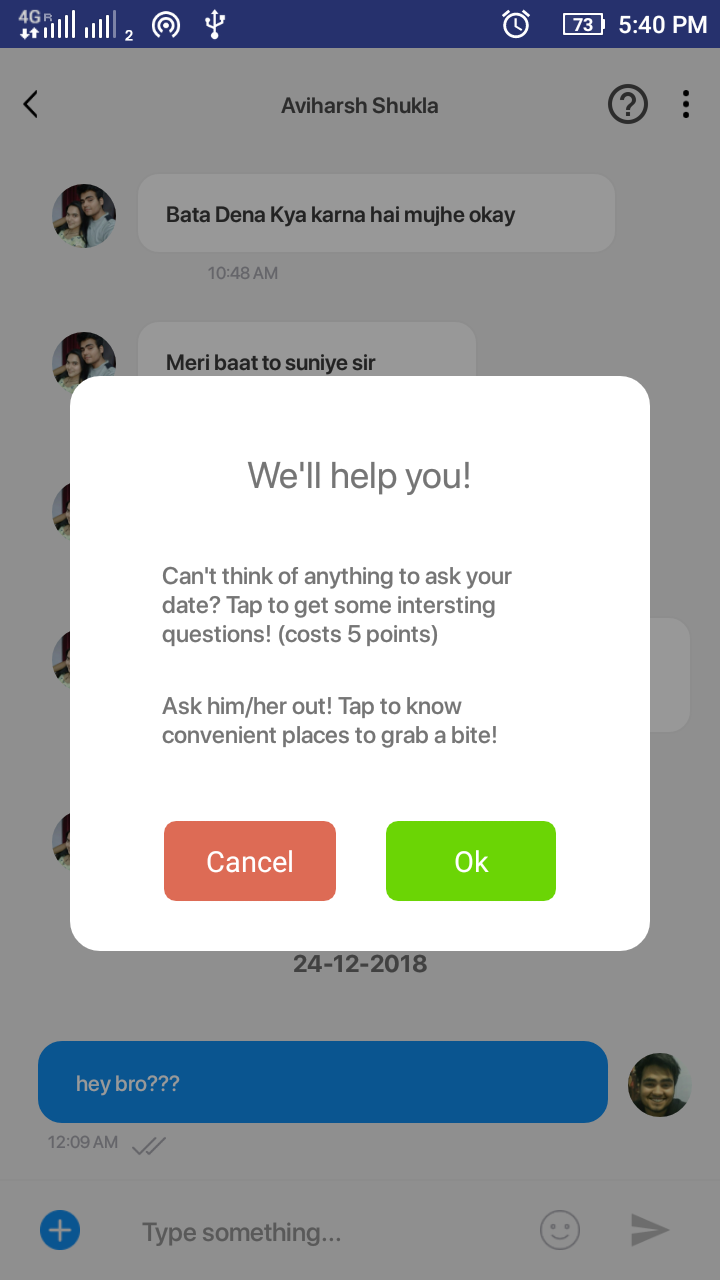 4G R
2
73
5:40 PM
Aviharsh Shukla
Bata Dena Kya karna hai mujhe okay
10:48 AM
Meri baat to suniye sir
We'll help you!
Can't think of anything to ask your
date? Tap to get some intersting
questions! (costs 5 points)
Ask him/her out! Tap to know
convenient places to grab a bite!
Cancel
Ok
24-12-2018
hey bro???
12:09 AM
Type something...